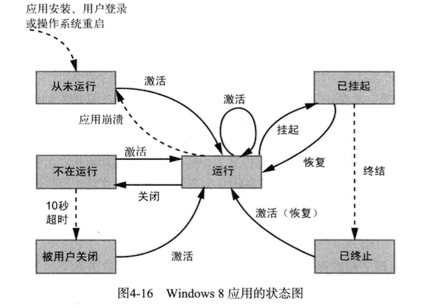 应用安装、用户登录
或操作系统重启
从未运行
激活
激活
已挂起
应用崩溃
挂起
不在运行
激活
运行
恢复
关闭
终结
10秒
超时
激活（恢复）
被用户关闭
激活
已终止
图4-16 Windows 8 应用的状态图